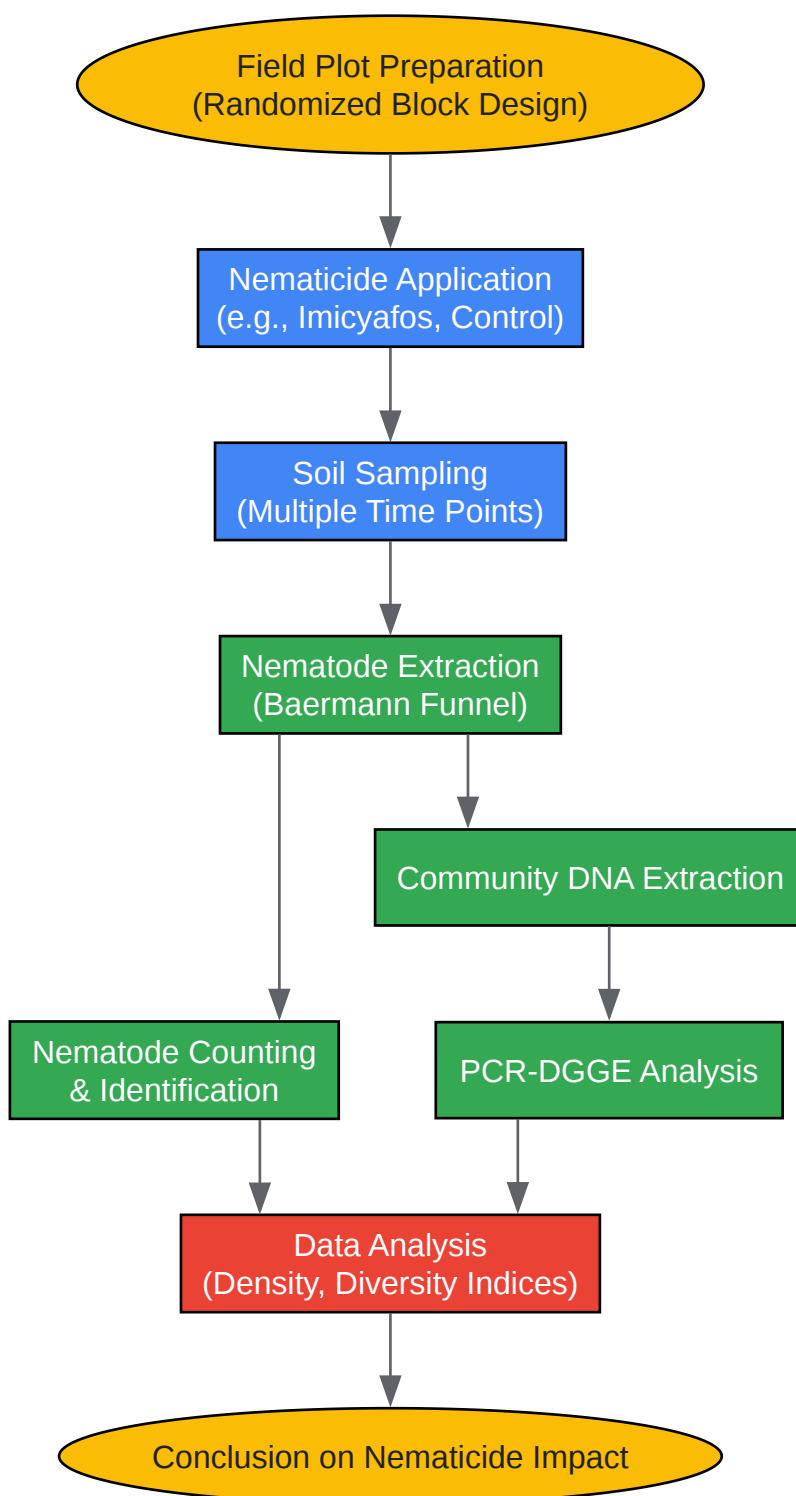 Field Plot Preparation
(Randomized Block Design)
Nematicide Application
(e.g., Imicyafos, Control)
Soil Sampling
(Multiple Time Points)
Nematode Extraction
(Baermann Funnel)
Community DNA Extraction
Nematode Counting
& Identification
PCR-DGGE Analysis
Data Analysis
(Density, Diversity Indices)
Conclusion on Nematicide Impact